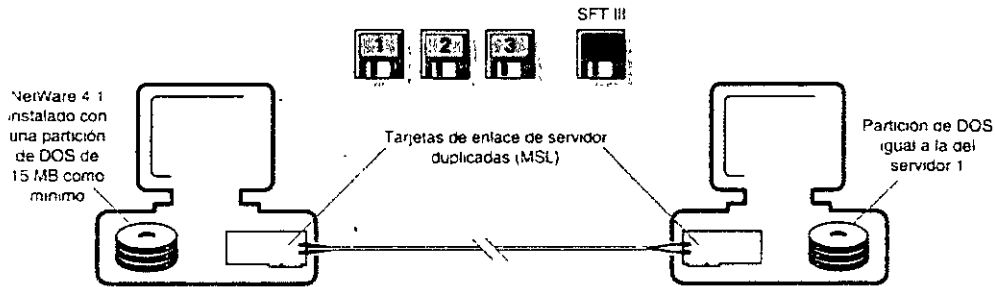 SFT III
1 2 3
NetWare 4.1
instalado con
una partición
de DOS de
15 MB como
mínimo
Tarjetas de enlace de servidor
duplicadas (MSL)
Partición de DOS
igual a la del
servidor 1